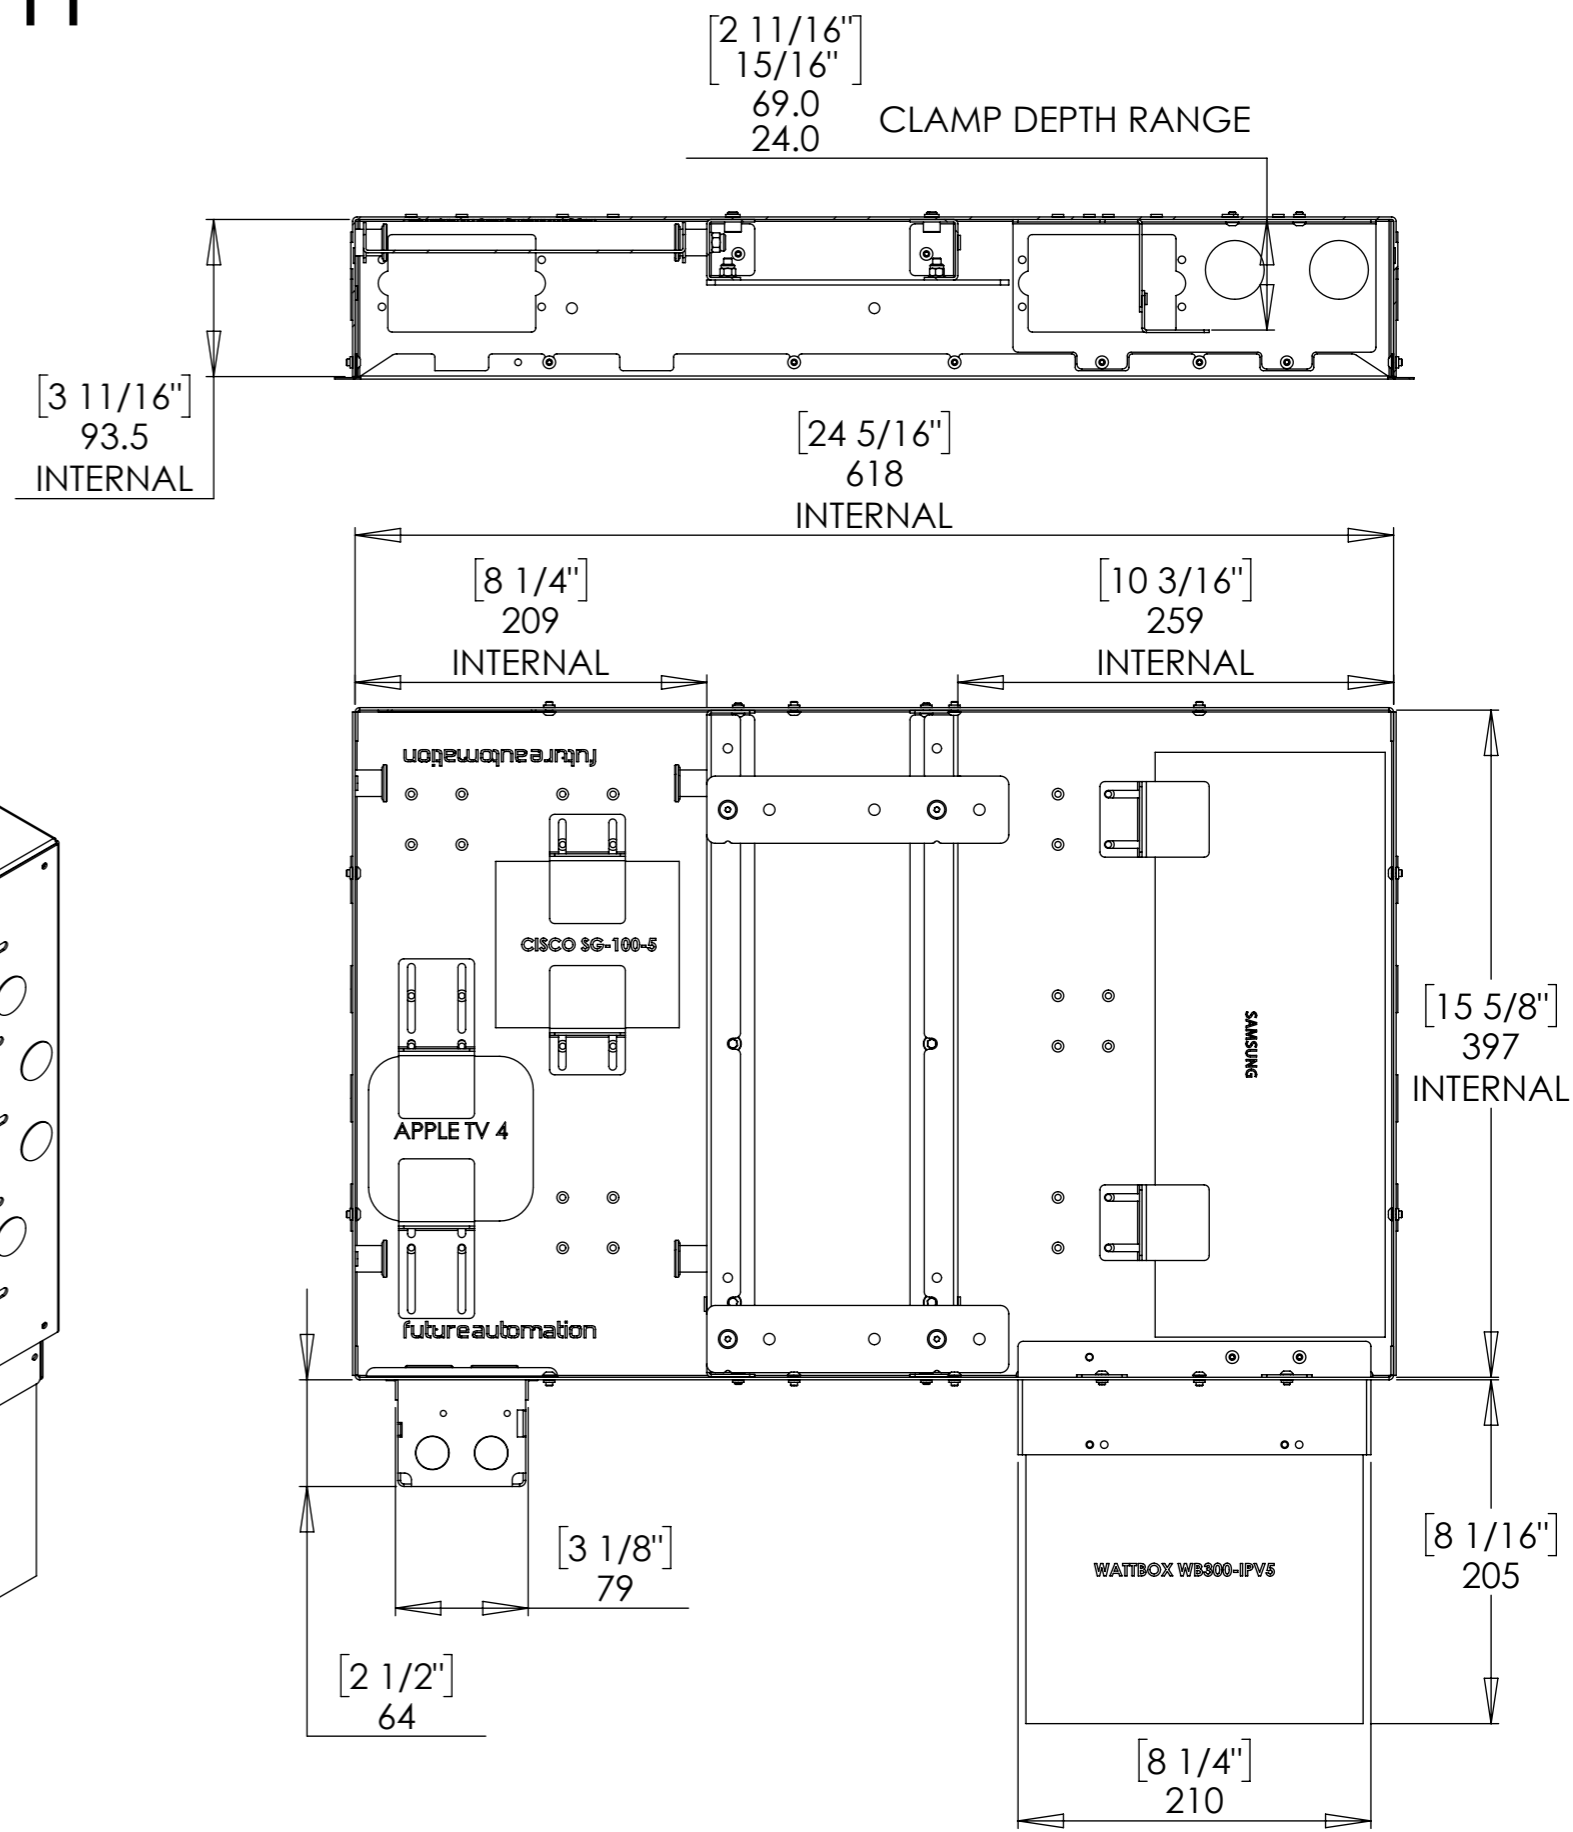 [2 11/16"]
[15/16"]
69.0
24.0
CLAMP DEPTH RANGE
[3 11/16"]
93.5
INTERNAL
[24 5/16"]
618
INTERNAL
[8 1/4"]
209
INTERNAL
[10 3/16"]
259
INTERNAL
futureautomation
CISCO SG-100-5
SAMSUNG
[15 5/8"]
397
INTERNAL
APPLE TV 4
futureautomation
[3 1/8"]
79
WATTBOX WB300-IPV5
[8 1/16"]
205
[2 1/2"]
64
[8 1/4"]
210